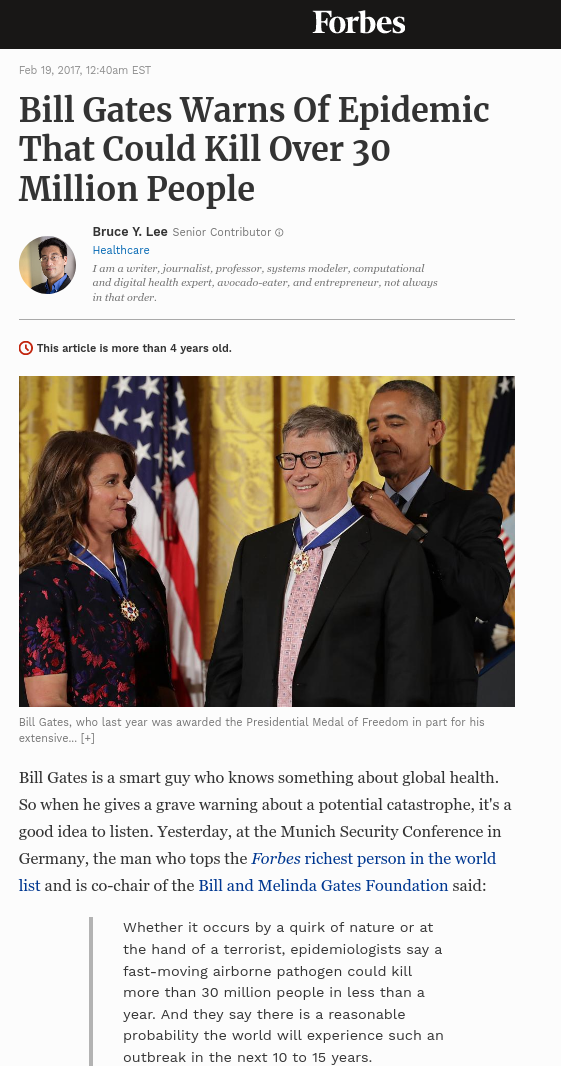 Forbes
Feb 19, 2017, 12:40am EST
Bill Gates Warns Of Epidemic
That Could Kill Over 30
Million People
Bruce Y. Lee Senior Contributor
Healthcare
I am a writer, journalist, professor, systems modeler, computational
and digital health expert, avocado-eater, and entrepreneur, not always
in that order.
This article is more than 4 years old.
Bill Gates, who last year was awarded the Presidential Medal of Freedom in part for his
extensive... [+]
Bill Gates is a smart guy who knows something about global health.
So when he gives a grave warning about a potential catastrophe, it's a
good idea to listen. Yesterday, at the Munich Security Conference in
Germany, the man who tops the Forbes richest person in the world
list and is co-chair of the Bill and Melinda Gates Foundation said:
Whether it occurs by a quirk of nature or at
the hand of a terrorist, epidemiologists say a
fast-moving airborne pathogen could kill
more than 30 million people in less than a
year. And they say there is a reasonable
probability the world will experience such an
outbreak in the next 10 to 15 years.